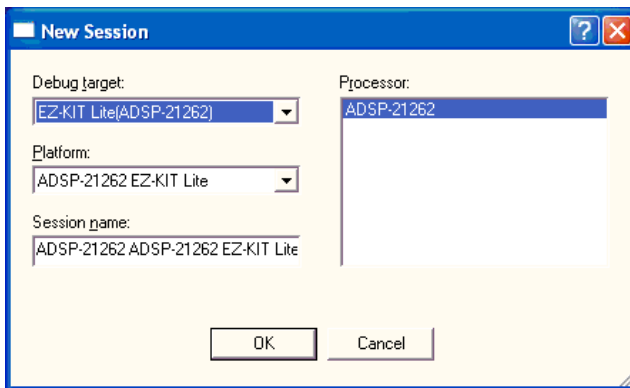 New Session
Debug target:
EZ-KIT Lite(ADSP-21262)
Platform:
ADSP-21262 EZ-KIT Lite
Session name:
ADSP-21262 ADSP-21262 EZ-KIT Lite
Processor:
ADSP-21262
OK
Cancel